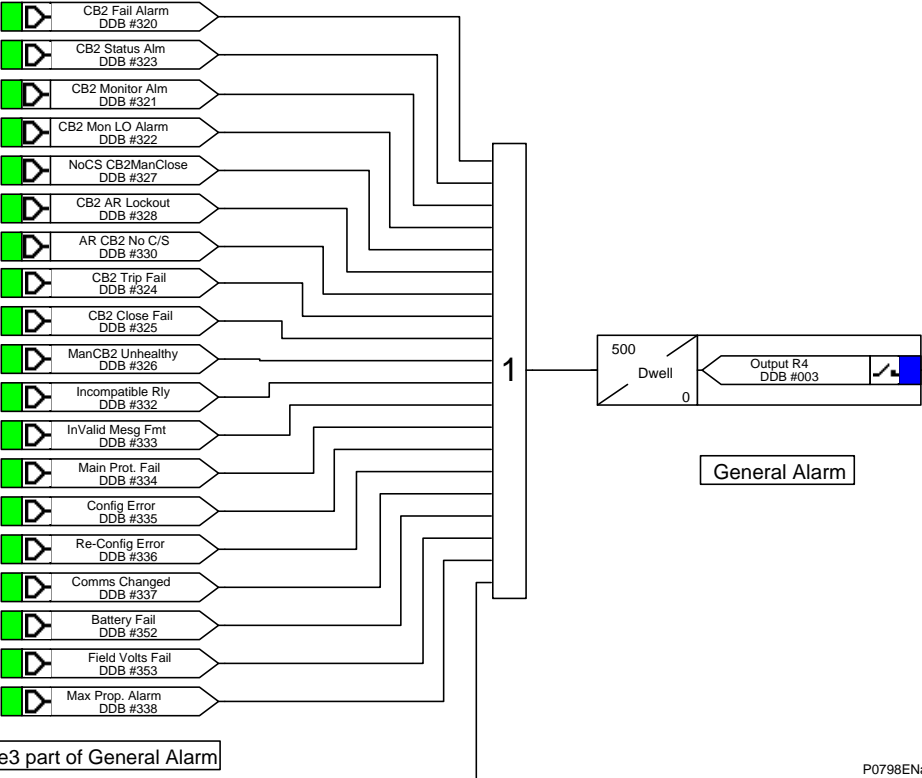 CB2 Fail Alarm
DDB #320
CB2 Status Alm
DDB #323
CB2 Monitor Alm
DDB #321
CB2 Mon LO Alarm
DDB #322
NoCS CB2ManClose
DDB #327
CB2 AR Lockout
DDB #328
AR CB2 No C/S
DDB #330
CB2 Trip Fail
DDB #324
CB2 Close Fail
DDB #325
ManCB2 Unhealthy
DDB #326
Incompatible Rly
DDB #332
InValid Mesg Fmt
DDB #333
Main Prot. Fail
DDB #334
Config Error
DDB #335
Re-Config Error
DDB #336
Comms Changed
DDB #337
Battery Fail
DDB #352
Field Volts Fail
DDB #353
Max Prop. Alarm
DDB #338
1
500
Dwell
0
Output R4
DDB #003
General Alarm
e3 part of General Alarm
P0798ENa